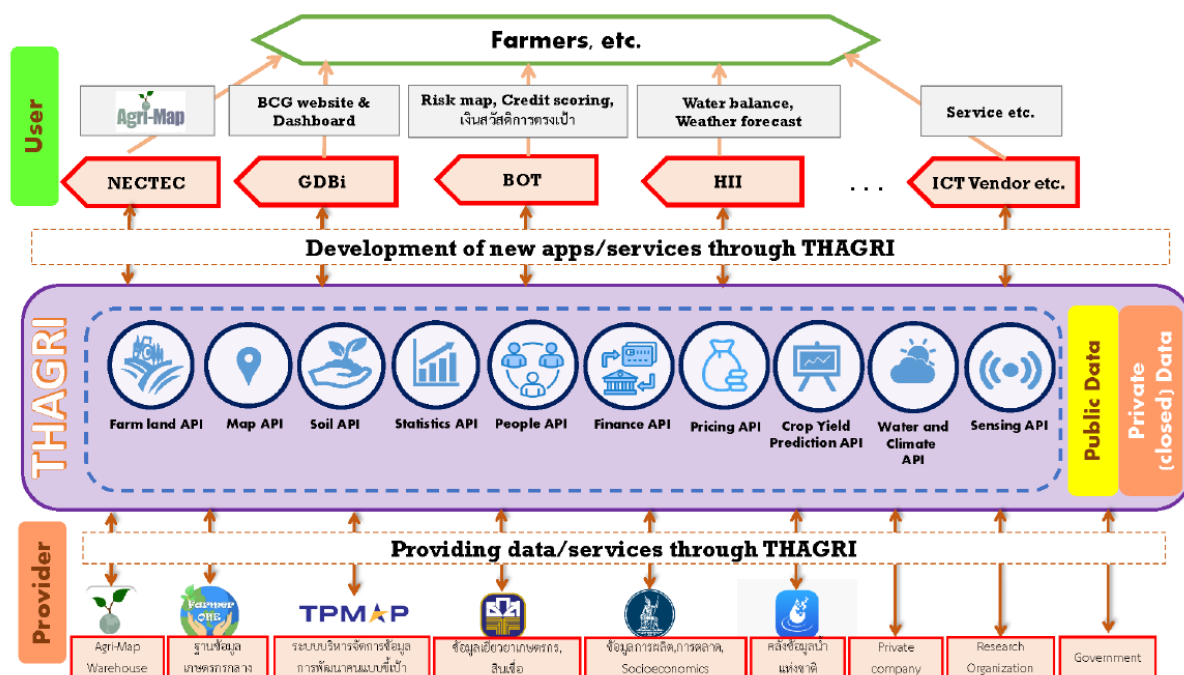 Farmers, etc.
User
Agri-Map
BCG website &
Dashboard
Risk map, Credit scoring,
เงินสวัสดิการตรงเป้า
Water balance,
Weather forecast
Service etc.
NECTEC
GDBi
BOT
HII
...
ICT Vendor etc.
Development of new apps/services through THAGRI
THAGRI
Farm land API
Map API
Soil API
Statistics API
People API
Finance API
Pricing API
Crop Yield
Prediction API
Water and
Climate
API
Sensing API
Public Data
Private
(closed) Data
Provider
Providing data/services through THAGRI
Farmer
ONE
TPMAP
Agri-Map
Warehouse
ฐานข้อมูล
เกษตรกรกลาง
ระบบบริหารจัดการข้อมูล
การพัฒนาคนแบบชี้เป้า
ข้อมูลเยียวยาเกษตรกร,
สินเชื่อ
ข้อมูลการผลิต,การตลาด,
Socioeconomics
คลังข้อมูลน้ำ
แห่งชาติ
Private
company
Research
Organization
Government